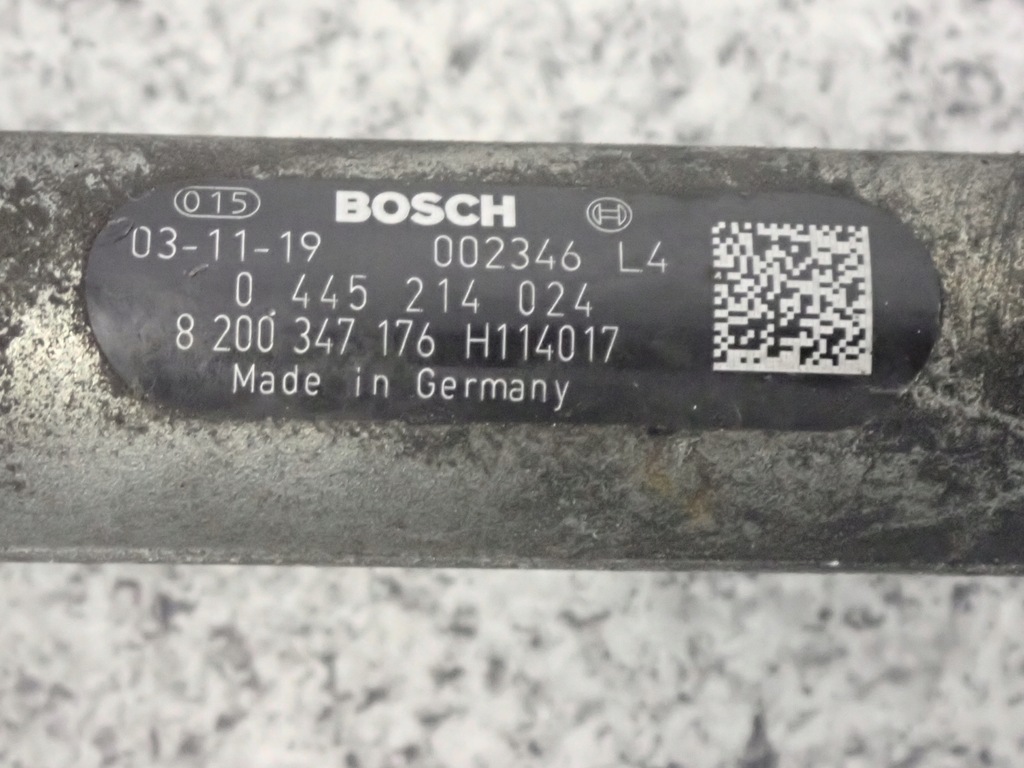 015 BOSCH
03-11-19 002346 L4
0 445 214 024
8 200 347 176 H114017
Made in Germany